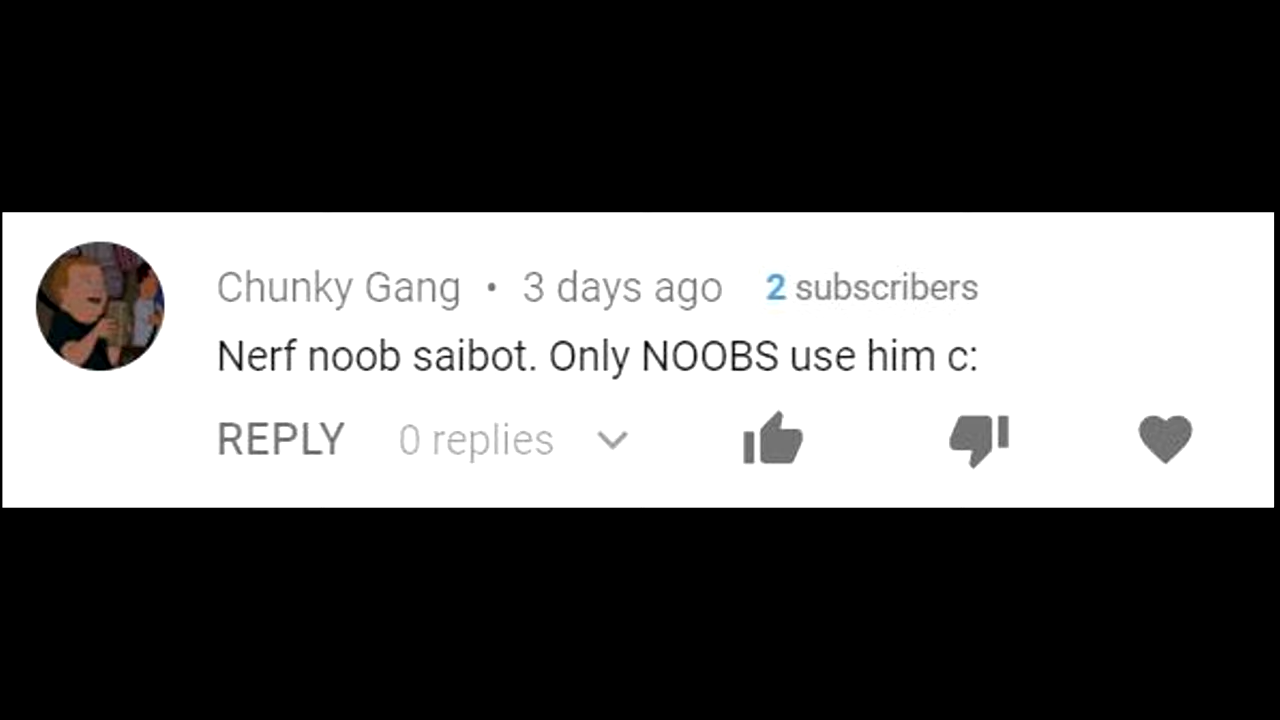 Chunky Gang • 3 days ago 2 subscribers
Nerf noob saibot. Only NOOBS use him c:
REPLY 0 replies